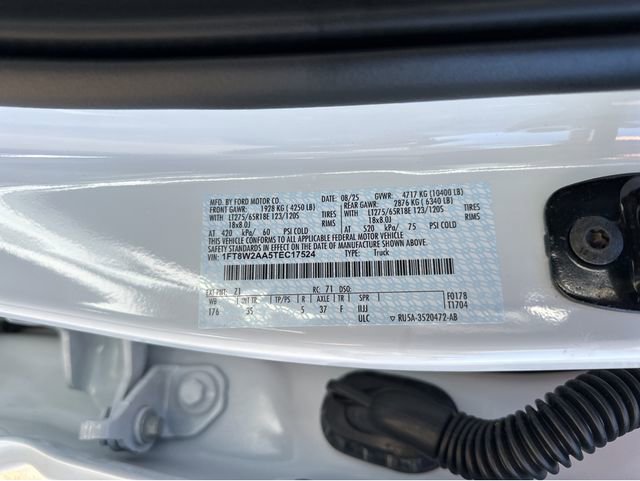 MFD. BY FORD MOTOR CO.
DATE: 08/25 GVWR: 4717 KG (10400 LB)
FRONT GAWR: 1928 KG (4250 LB) REAR GAWR: 2876 KG (6340 LB)
WITH LT275/65R18E 123/120S TIRES WITH LT275/65R18E 123/120S TIRES
18x8.0J RIMS 18x8.0J RIMS
AT 420 kPa/ 60 PSI COLD AT 520 kPa/ 75 PSI COLD
THIS VEHICLE CONFORMS TO ALL APPLICABLE FEDERAL MOTOR VEHICLE
SAFETY STANDARDS IN EFFECT ON THE DATE OF MANUFACTURE SHOWN ABOVE.
VIN: 1FT8W2AA5TEC17524 TYPE: Truck
EXT PNT: Z1 RC: 71 DSO:
WB INT TR TP/PS R AXLE TR SPR F0178
176 3S 5 37 F T1704
ULC ▽ RU5A-3520472-AB